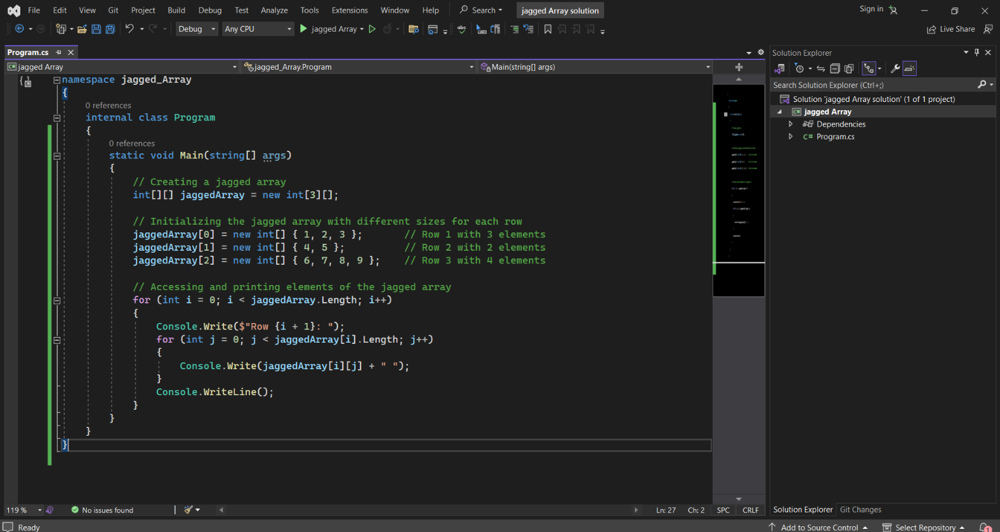 File Edit View Git Project Build Debug Test Analyze Tools Extensions Window Help Search jagged Array solution Sign in
Debug Any CPU jagged Array Live Share
Program.cs
jagged Array jagged_Array.Program Main(string[] args)
namespace jagged_Array
{
0 references
internal class Program
{
0 references
static void Main(string[] args)
{
// Creating a jagged array
int[][] jaggedArray = new int[3][];
// Initializing the jagged array with different sizes for each row
jaggedArray[0] = new int[] { 1, 2, 3 }; // Row 1 with 3 elements
jaggedArray[1] = new int[] { 4, 5 }; // Row 2 with 2 elements
jaggedArray[2] = new int[] { 6, 7, 8, 9 }; // Row 3 with 4 elements
// Accessing and printing elements of the jagged array
for (int i = 0; i < jaggedArray.Length; i++)
{
Console.Write($"Row {i + 1}: ");
for (int j = 0; j < jaggedArray[i].Length; j++)
{
Console.Write(jaggedArray[i][j] + " ");
}
Console.WriteLine();
}
}
}
}
119 % No issues found Ln: 27 Ch: 2 SPC CRLF
Solution Explorer
Search Solution Explorer (Ctrl+;)
Solution 'jagged Array solution' (1 of 1 project)
C# jagged Array
Dependencies
C# Program.cs
Solution Explorer Git Changes
Ready Add to Source Control Select Repository 1